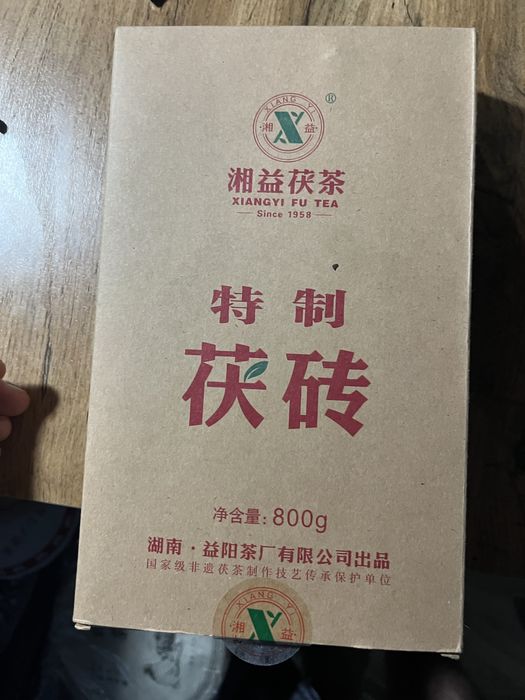 XIANG YI
湘 益
®
湘益茯茶
XIANGYI FU TEA
Since 1958
特制
茯砖
净含量: 800g
湖南·益阳茶厂有限公司出品
国家级非遗茯茶制作技艺传承保护单位
XIANG YI
湘 益